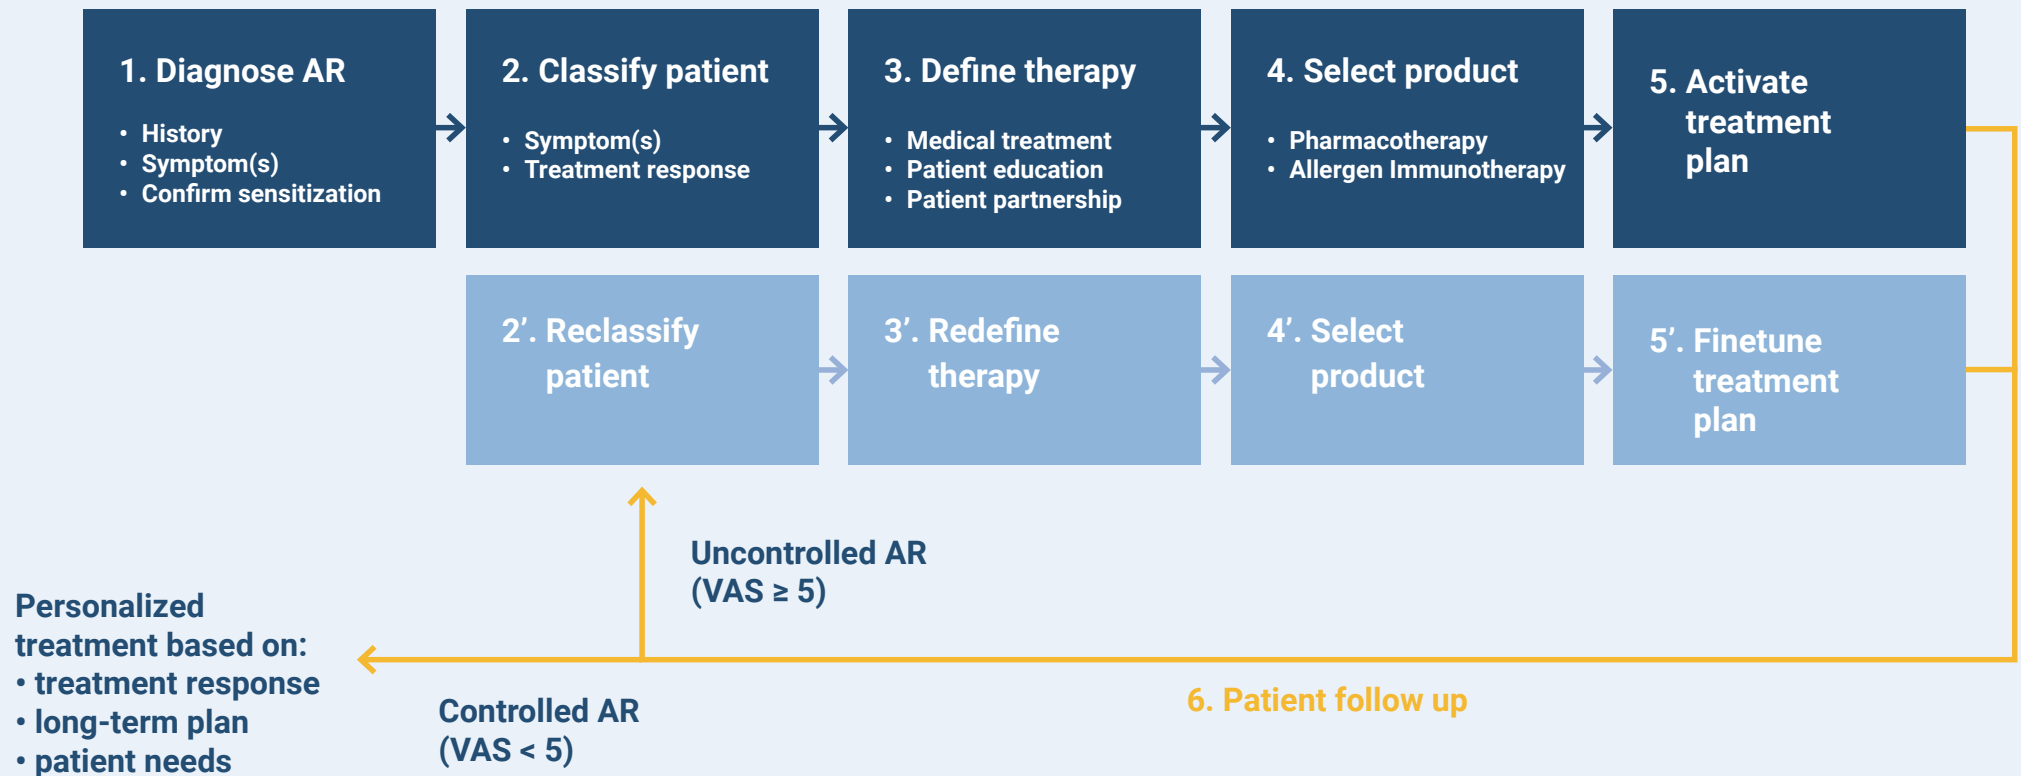 1. Diagnose AR
• History
• Symptom(s)
• Confirm sensitization
2. Classify patient
• Symptom(s)
• Treatment response
3. Define therapy
• Medical treatment
• Patient education
• Patient partnership
4. Select product
• Pharmacotherapy
• Allergen Immunotherapy
5. Activate
treatment
plan
2’. Reclassify
patient
3’. Redefine
therapy
4’. Select
product
5’. Finetune
treatment
plan
Uncontrolled AR
(VAS ≥ 5)
Personalized
treatment based on:
• treatment response
• long-term plan
• patient needs
Controlled AR
(VAS < 5)
6. Patient follow up